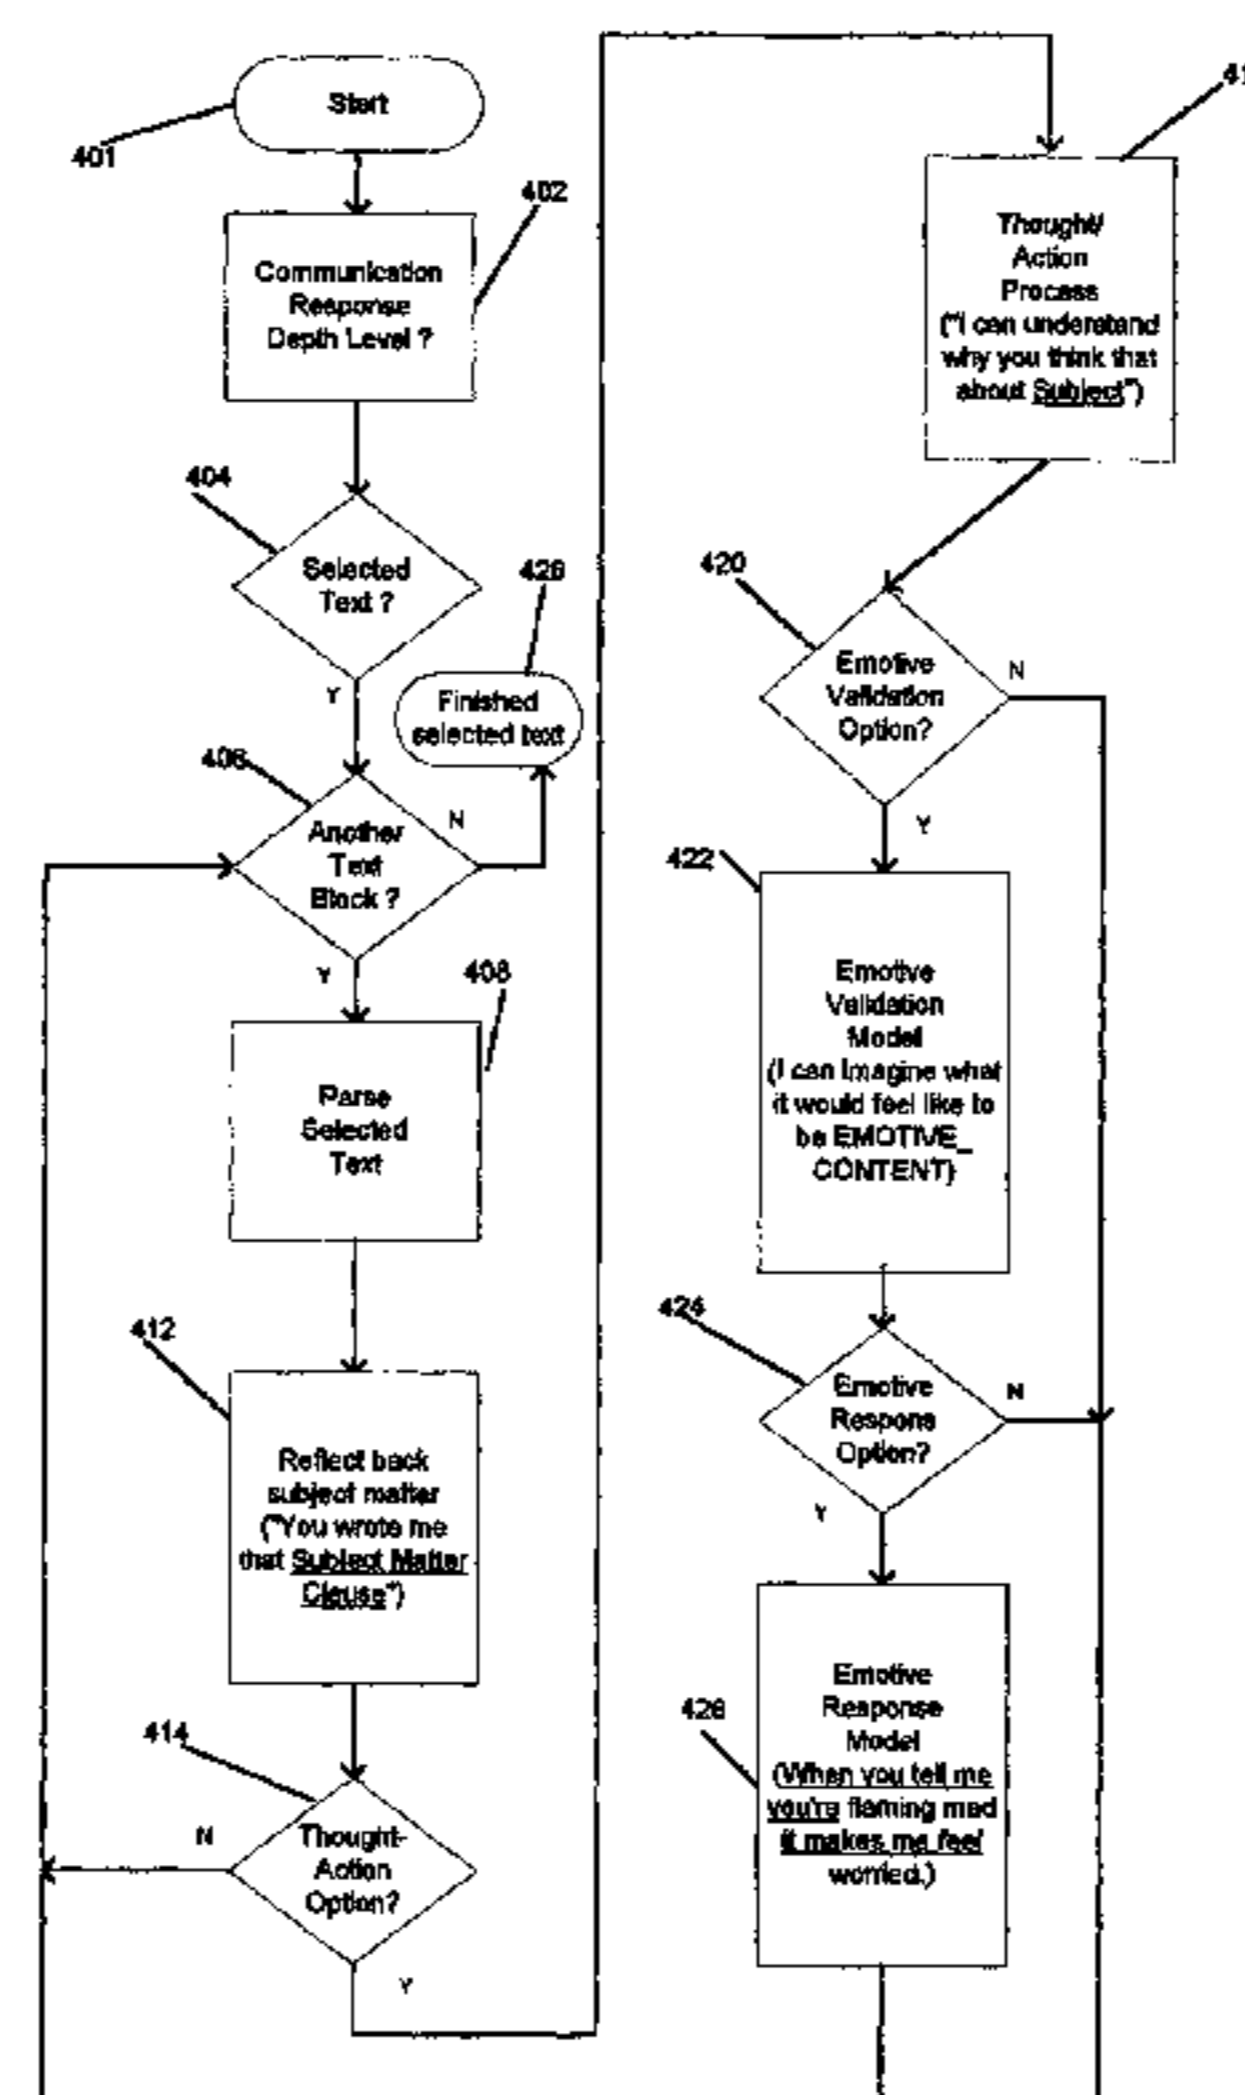 Start
401
402
Communication
Response
Depth Level ?
404
Selected
Text ?
Y
426
Finished
selected text
406
Another
Text
Block ?
N
Y
408
Parse
Selected
Text
412
Reflect back
subject matter
("You wrote me
that Subject Matter
Clause")
414
Thought-
Action
Option?
N
Y
Thought/
Action
Process
("I can understand
why you think that
about Subject")
420
Emotive
Validation
Option?
N
Y
422
Emotive
Validation
Model
(I can Imagine what
it would feel like to
be EMOTIVE_
CONTENT)
424
Emotive
Respons
Option?
N
Y
426
Emotive
Response
Model
(When you tell me
you're flaming mad
it makes me feel
worried.)